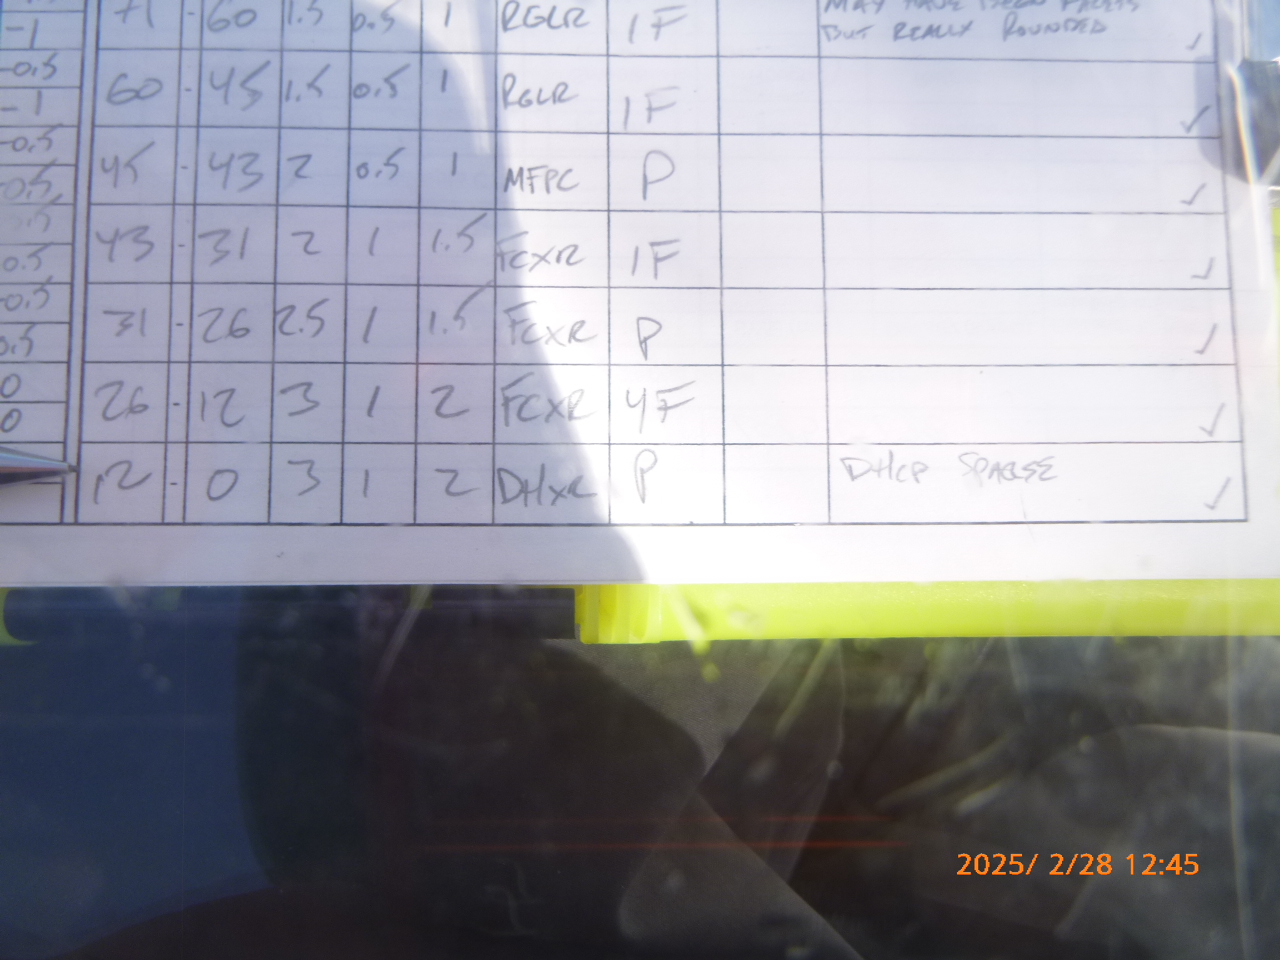 -1 71 - 60 1.5 0.5 1 RGLR 1F MAY HAVE BEEN
BUT REALLY ROUNDED ✓
-0.5
-1 60 - 45 1.5 0.5 1 RGLR 1F ✓
-0.5
0.5 45 - 43 2 0.5 1 MFPC P ✓
0.5 43 - 31 2 1 1.5 FCXR 1F ✓
-0.5
0.5 31 - 26 2.5 1 1.5 FCXR P ✓
0
0 26 - 12 3 1 2 FCXR 4F ✓
12 - 0 3 1 2 DHXR P DHCP SPARSE ✓
2025/ 2/28 12:45